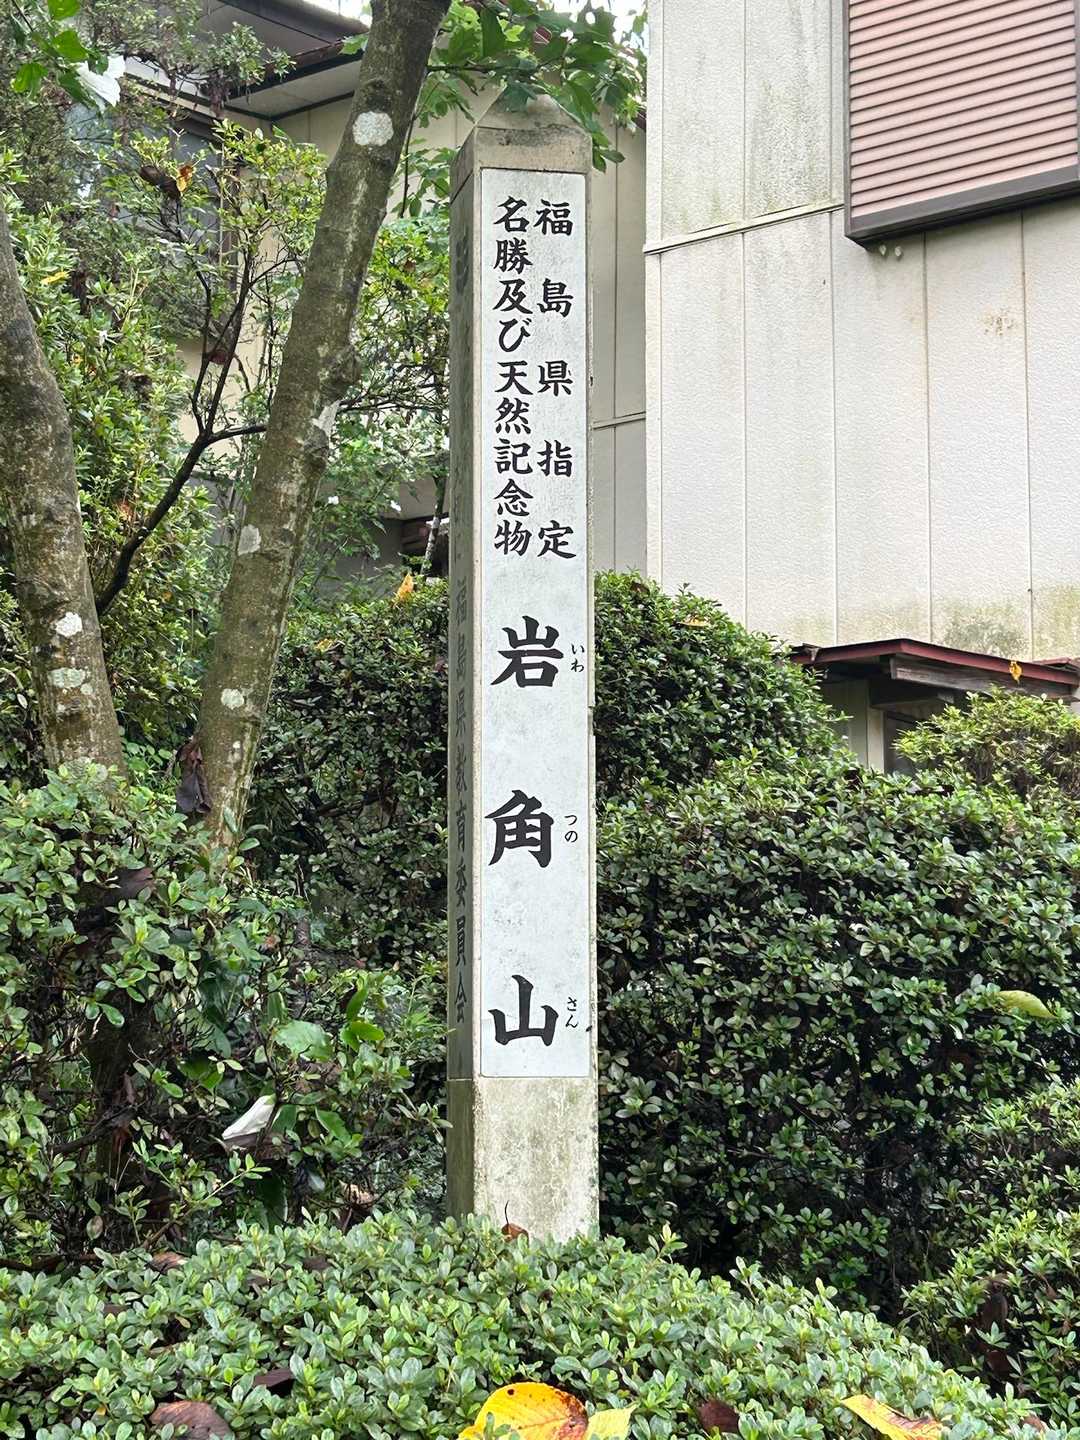 福島県指定
名勝及び天然記念物
岩角山
いわ
つの
さん
福島県教育委員会